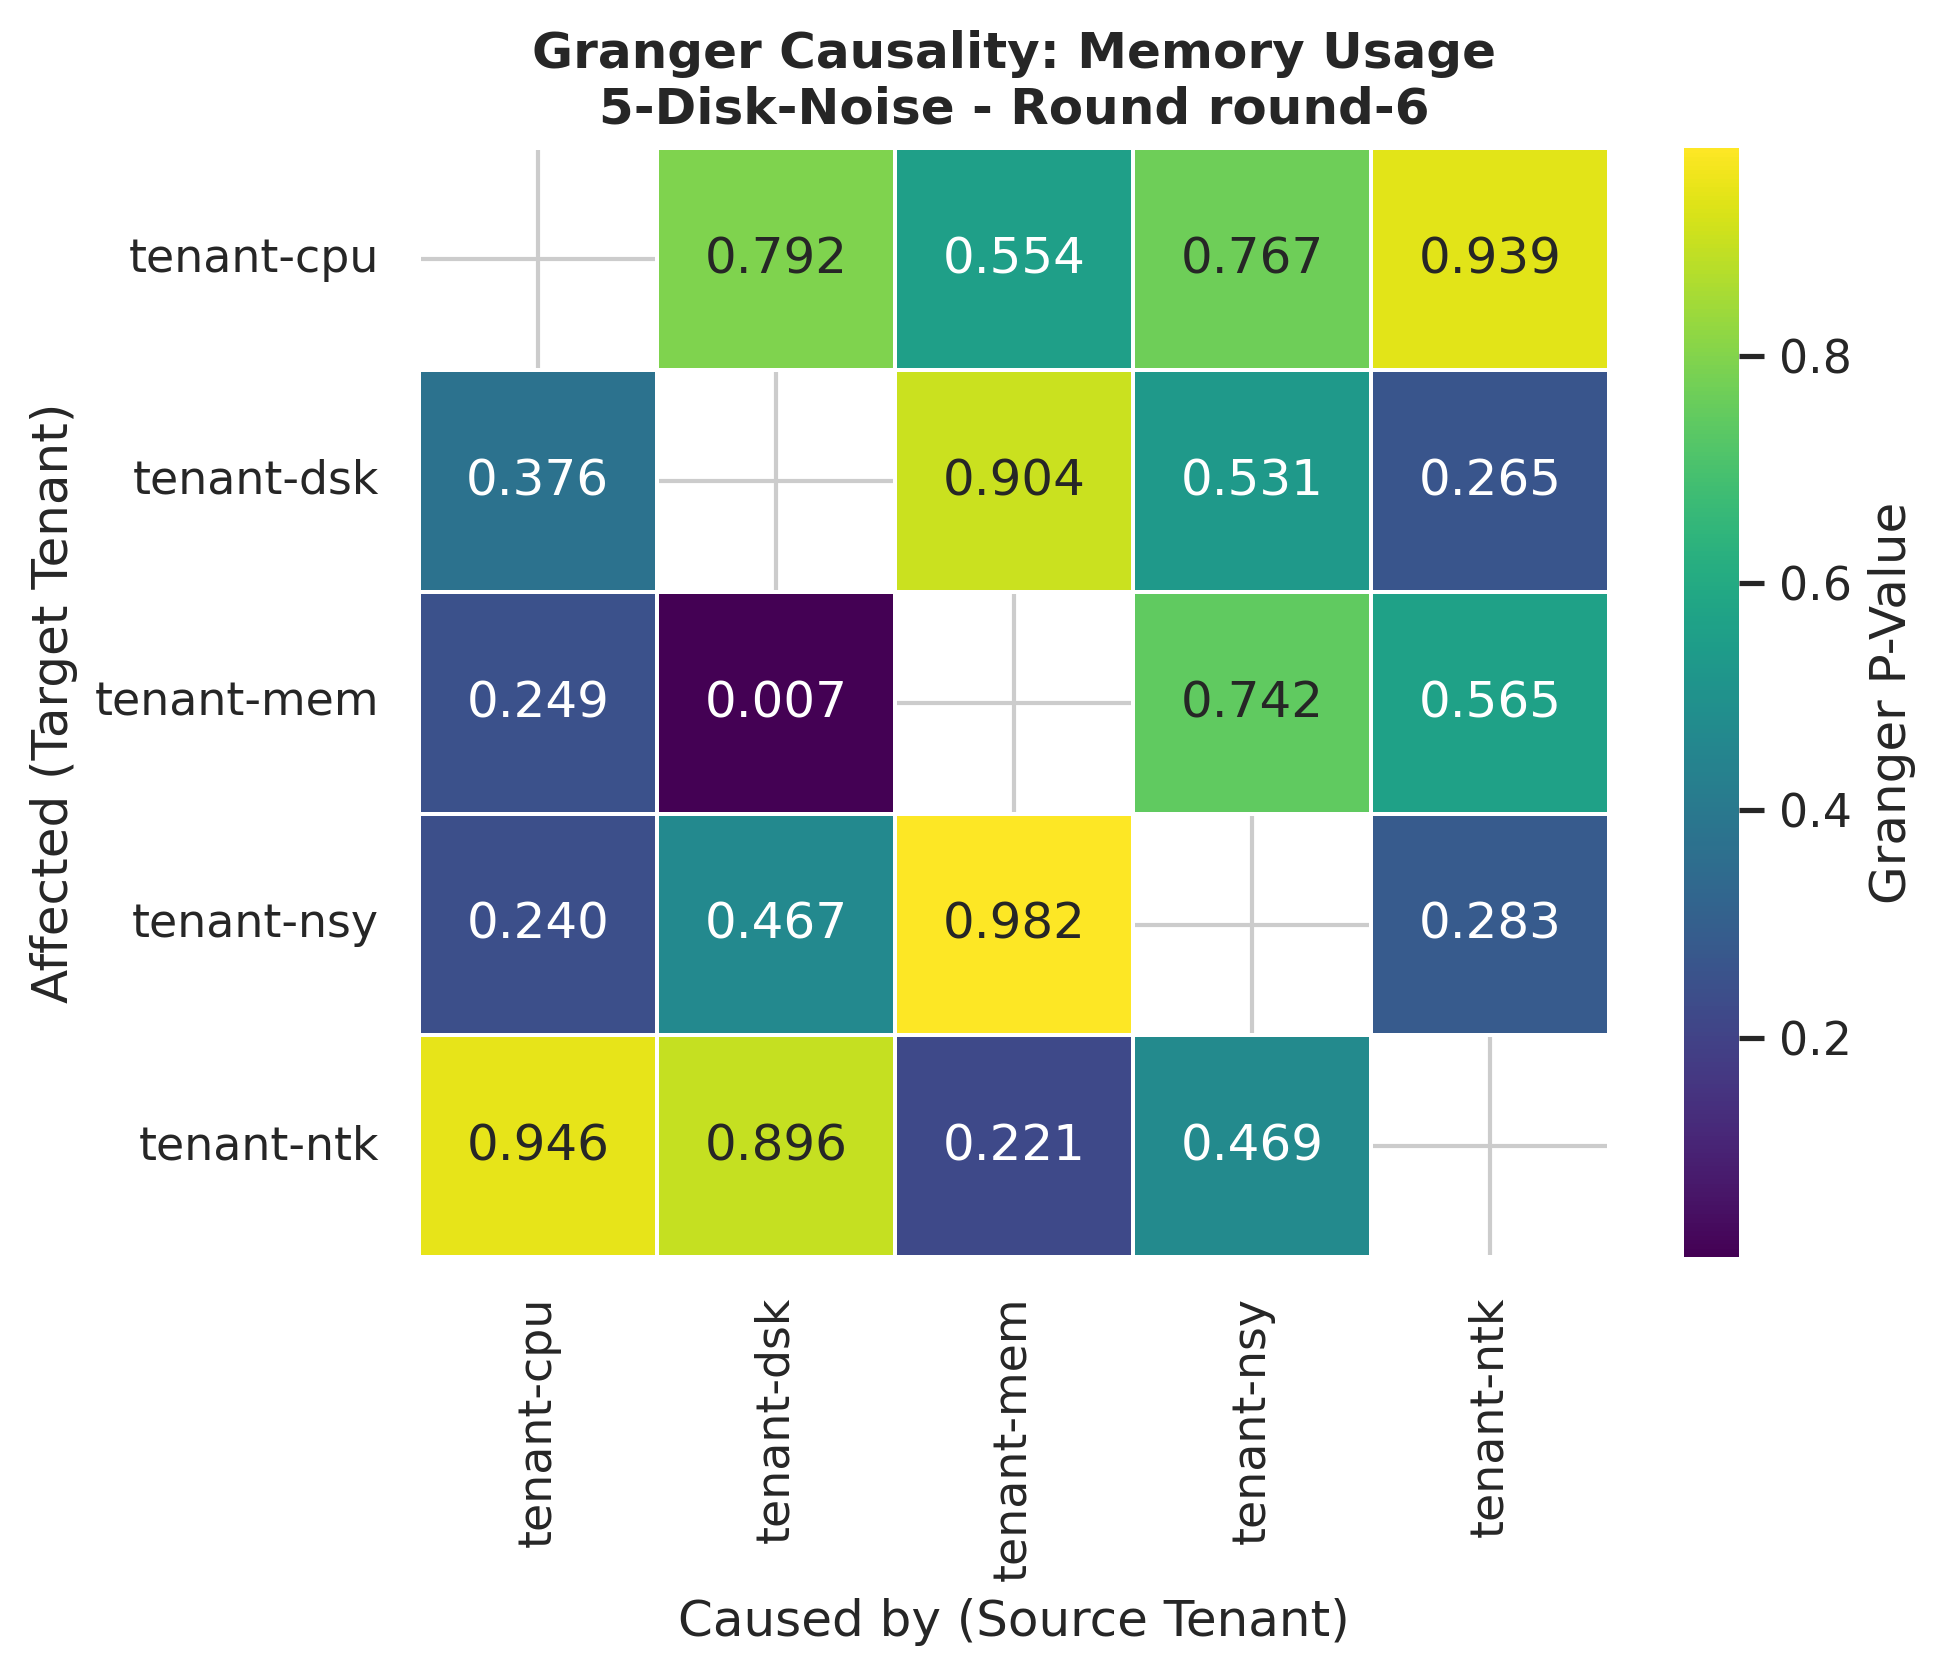 Granger Causality: Memory Usage
5-Disk-Noise - Round round-6
Affected (Target Tenant)
tenant-cpu 0.792 0.554 0.767 0.939
tenant-dsk 0.376 0.904 0.531 0.265
tenant-mem 0.249 0.007 0.742 0.565
tenant-nsy 0.240 0.467 0.982 0.283
tenant-ntk 0.946 0.896 0.221 0.469
tenant-cpu
tenant-dsk
tenant-mem
tenant-nsy
tenant-ntk
Caused by (Source Tenant)
0.8
0.6
0.4
0.2
Granger P-Value